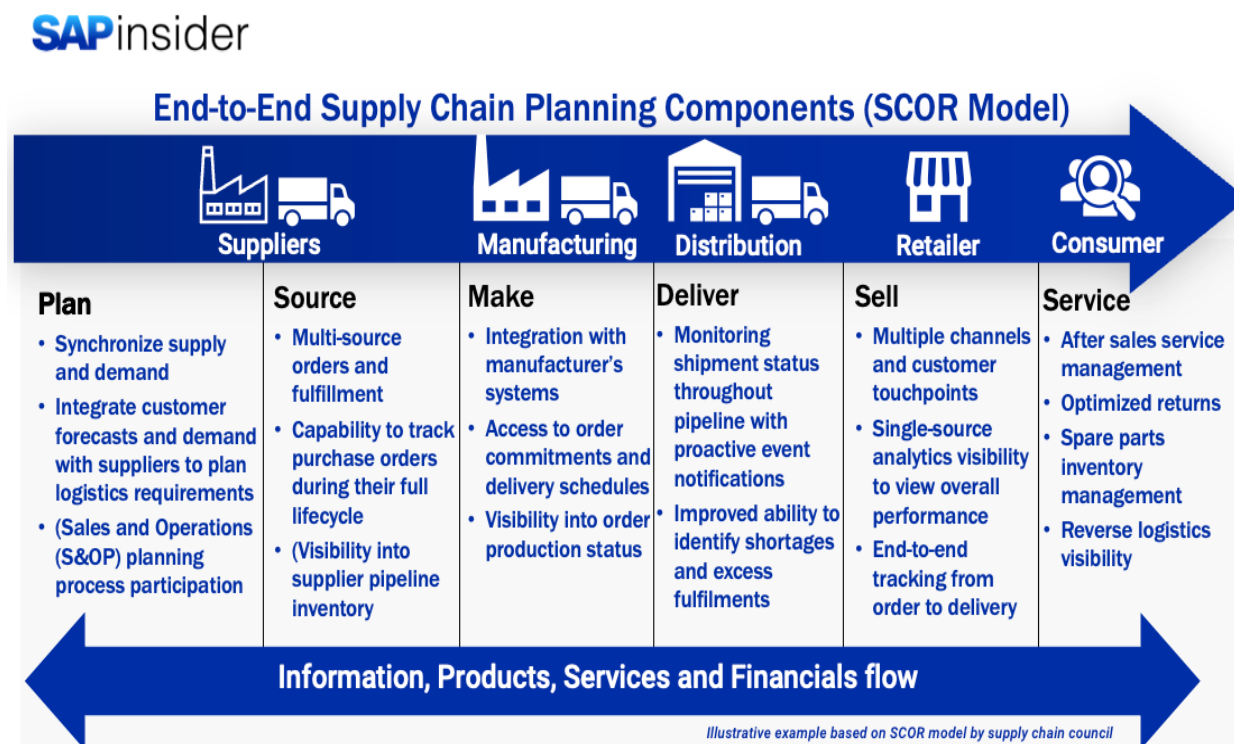 SAPinsider
End-to-End Supply Chain Planning Components (SCOR Model)
Suppliers
Manufacturing
Distribution
Retailer
Consumer
Plan
• Synchronize supply
and demand
• Integrate customer
forecasts and demand
with suppliers to plan
logistics requirements
• (Sales and Operations
(S&OP) planning
process participation
Source
• Multi-source
orders and
fulfillment
• Capability to track
purchase orders
during their full
lifecycle
• (Visibility into
supplier pipeline
inventory
Make
• Integration with
manufacturer's
systems
• Access to order
commitments and
delivery schedules
• Visibility into order
production status
Deliver
• Monitoring
shipment status
throughout
pipeline with
proactive event
notifications
• Improved ability to
identify shortages
and excess
fulfilments
Sell
• Multiple channels
and customer
touchpoints
• Single-source
analytics visibility
to view overall
performance
• End-to-end
tracking from
order to delivery
Service
• After sales service
management
• Optimized returns
• Spare parts
inventory
management
• Reverse logistics
visibility
Information, Products, Services and Financials flow
Illustrative example based on SCOR model by supply chain council